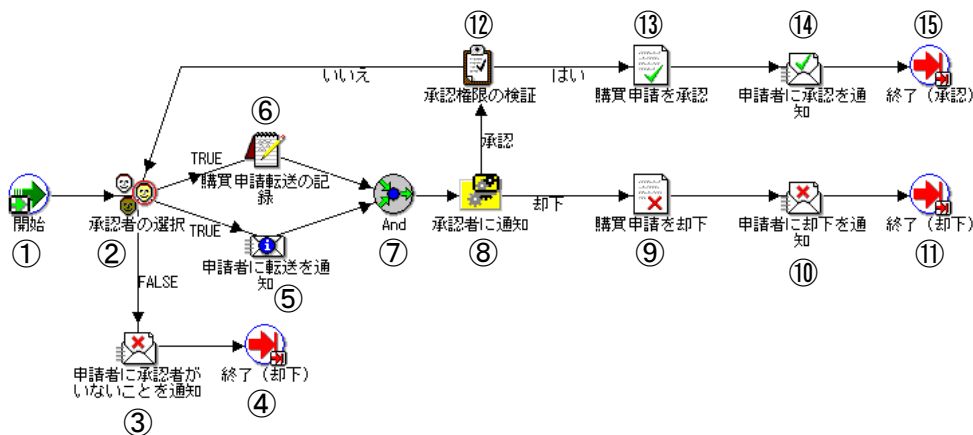 ⑫
⑬
⑭
⑮
いいえ
はい
承認権限の検証
購買申請を承認
申請者に承認を通
知
終了（承認）
⑥
承認
TRUE
購買申請転送の記
録
開始
①
承認者の選択
②
TRUE
And
⑦
承認者に通知
⑧
却下
購買申請を却下
⑨
申請者に却下を通
知
⑩
終了（却下）
⑪
申請者に転送を通
知
⑤
FALSE
申請者に承認者が
いないことを通知
③
終了（却下）
④